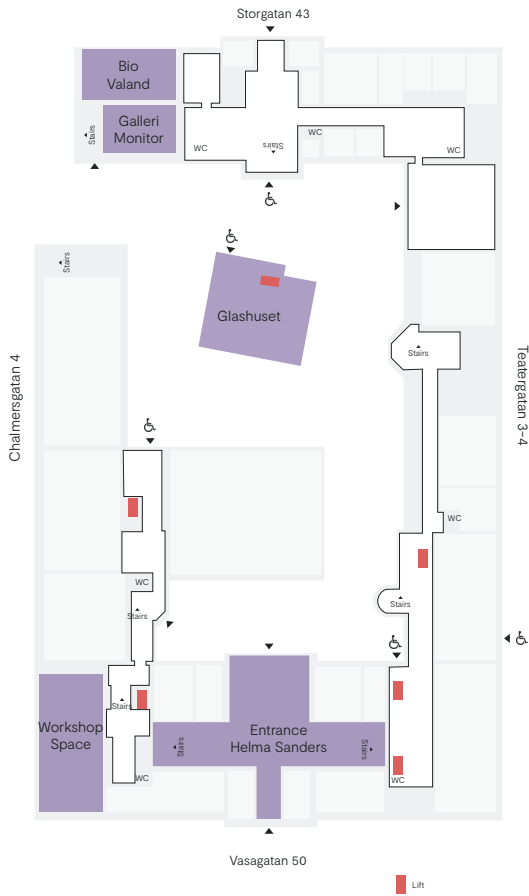 Storgatan 43
Bio
Valand
Galleri
Monitor
Stairs
WC
Stairs
WC
WC
Stairs
Glashuset
Chalmersgatan 4
Teatergatan 3-4
Stairs
WC
WC
Stairs
Stairs
Stairs
Workshop
Space
Entrance
Helma Sanders
Stairs
Stairs
WC
WC
Vasagatan 50
Lift